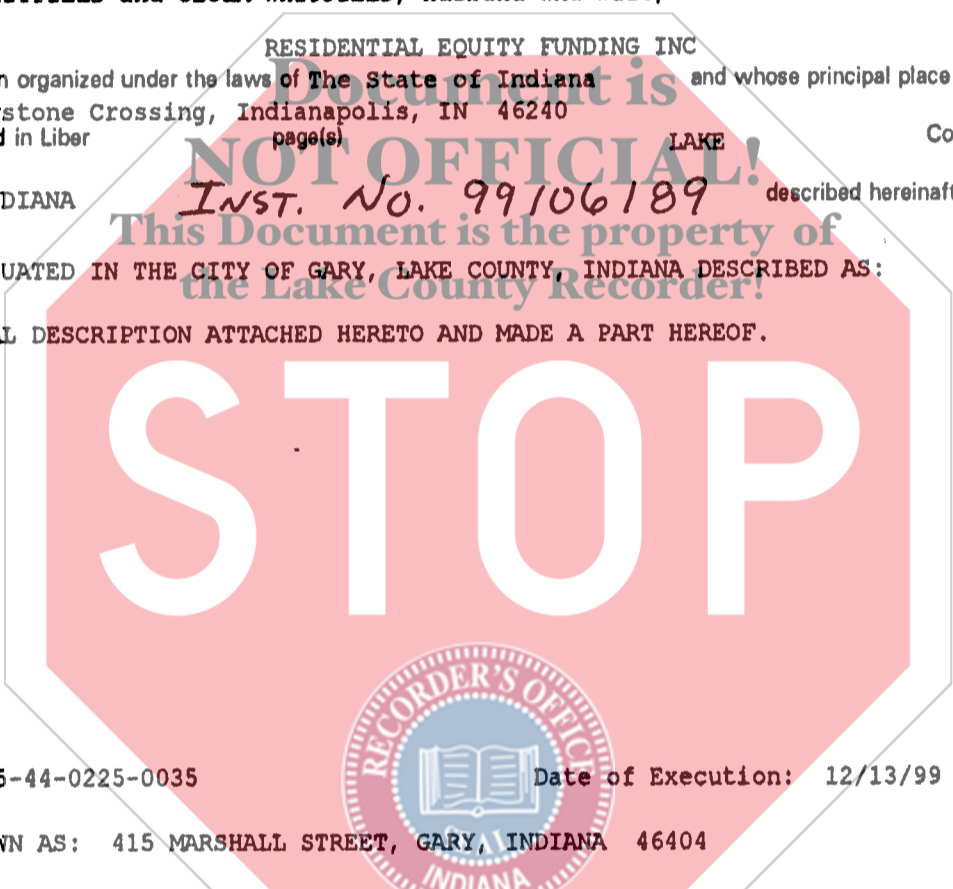 and
RESIDENTIAL EQUITY FUNDING INC
n organized under the laws of The State of Indiana and whose principal place
stone Crossing, Indianapolis, IN 46240
d in Liber page(s) LAKE Co
DIANA INST. No. 99106189 described hereinaft
UATED IN THE CITY OF GARY, LAKE COUNTY, INDIANA DESCRIBED AS:
L DESCRIPTION ATTACHED HERETO AND MADE A PART HEREOF.
Document is
NOT OFFICIAL!
This Document is the property of
the Lake County Recorder!
STOP
RECORDER'S OFFICE
SEAL
INDIANA
5-44-0225-0035 Date of Execution: 12/13/99
WN AS: 415 MARSHALL STREET, GARY, INDIANA 46404